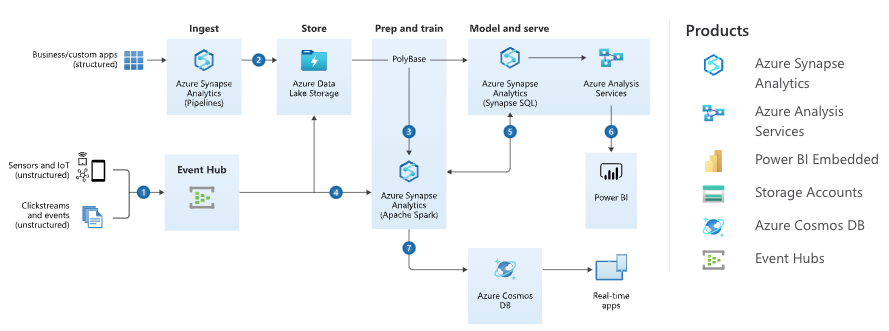 Ingest
Store
Prep and train
Model and serve
Business/custom apps
(structured)
Azure Synapse
Analytics
(Pipelines)
2
Azure Data
Lake Storage
PolyBase
Azure Synapse
Analytics
(Synapse SQL)
Azure Analysis
Services
3
5
6
Sensors and IoT
(unstructured)
Clickstreams
and events
(unstructured)
1
Event Hub
4
Azure Synapse
Analytics
(Apache Spark)
Power BI
7
Azure Cosmos
DB
Real-time
apps
Products
Azure Synapse
Analytics
Azure Analysis
Services
Power BI Embedded
Storage Accounts
Azure Cosmos DB
Event Hubs